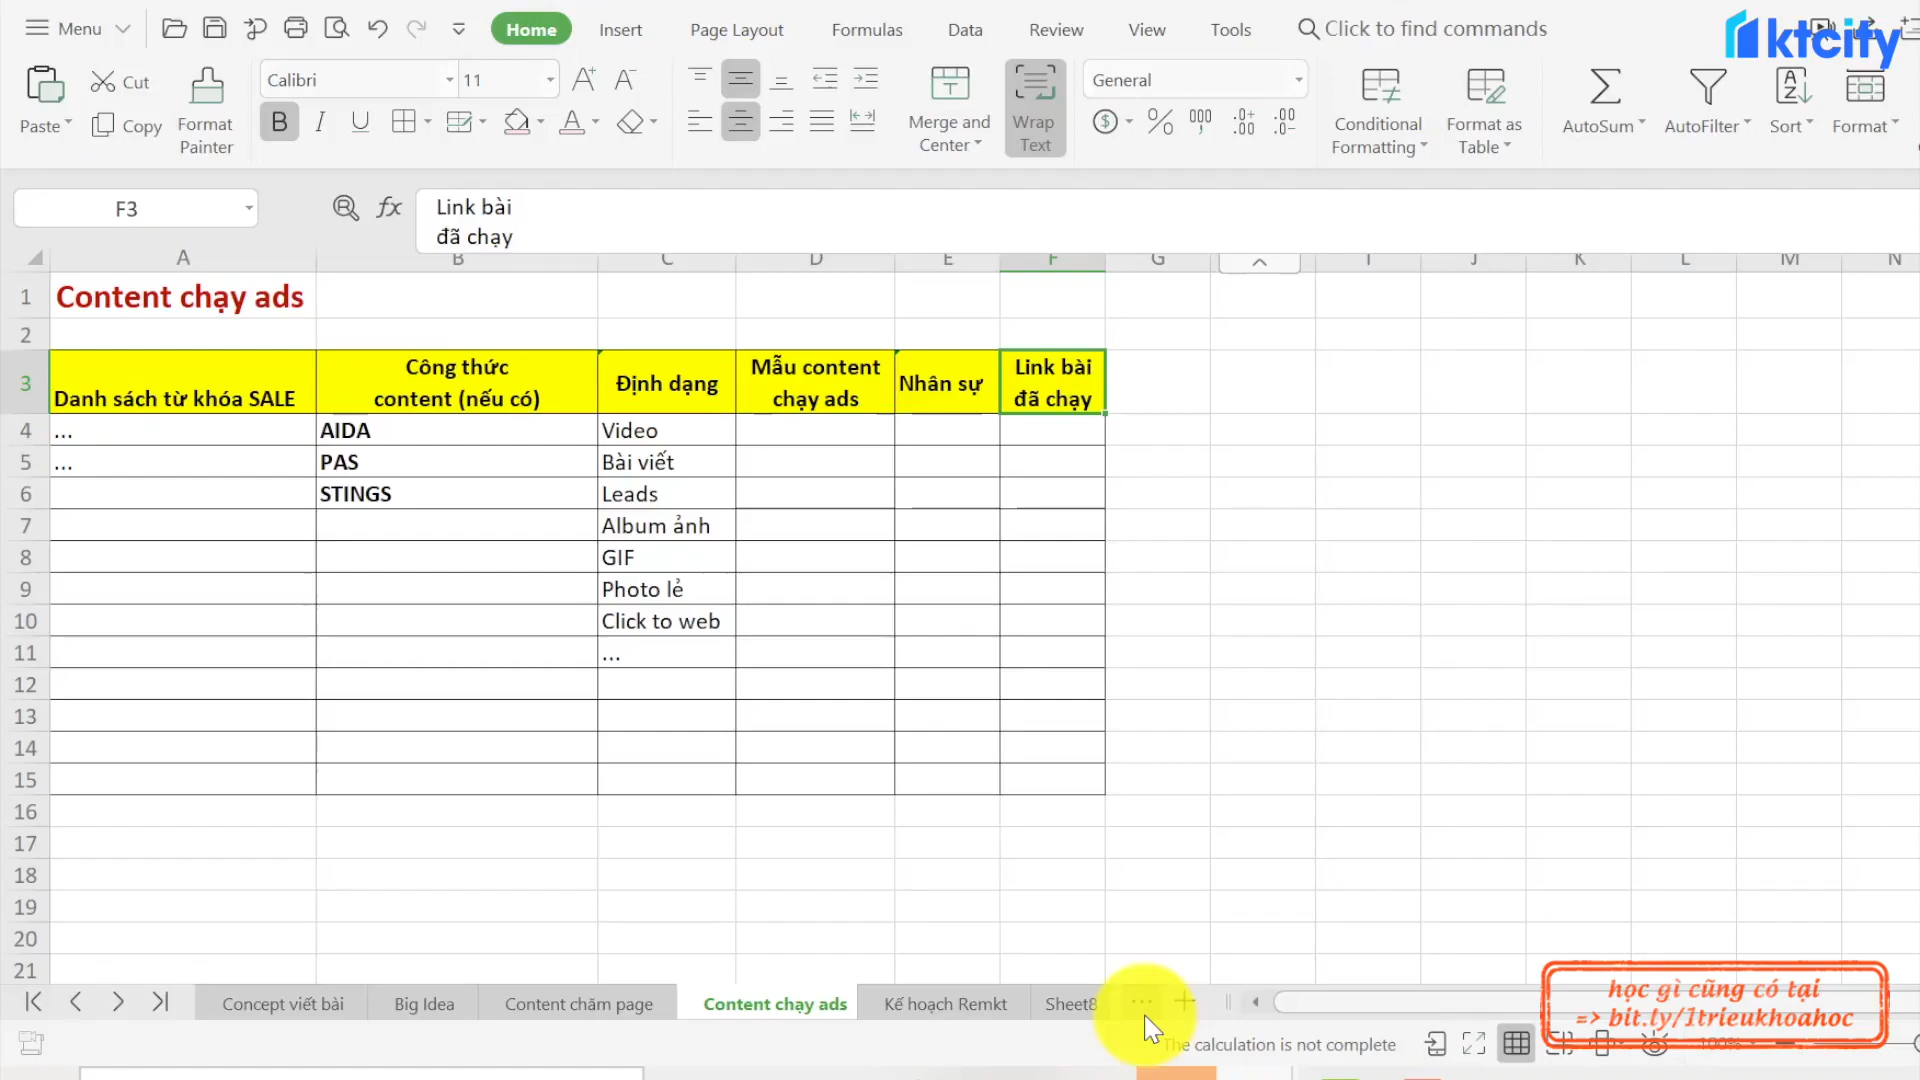 Menu
Home
Insert
Page Layout
Formulas
Data
Review
View
Tools
Click to find commands
ktcity
Paste
Cut
Copy
Format
Painter
Calibri
11
B I U A
Merge and
Center
Wrap
Text
General
Conditional
Formatting
Format as
Table
AutoSum
AutoFilter
Sort
Format
F3
fx
Link bài
đã chạy
A B C D E F G I J K L M N
1 Content chạy ads
2
3 Danh sách từ khóa SALE
Công thức
content (nếu có)
Định dạng
Mẫu content
chạy ads
Nhân sự
Link bài
đã chạy
4 ... AIDA Video
5 ... PAS Bài viết
6 STINGS Leads
7 Album ảnh
8 GIF
9 Photo lẻ
10 Click to web
11 ...
12
13
14
15
16
17
18
19
20
21
Concept viết bài
Big Idea
Content chăm page
Content chạy ads
Kế hoạch Remkt
Sheet8
...
học gì cũng có tại
=> bit.ly/1trieukhoahoc
The calculation is not complete